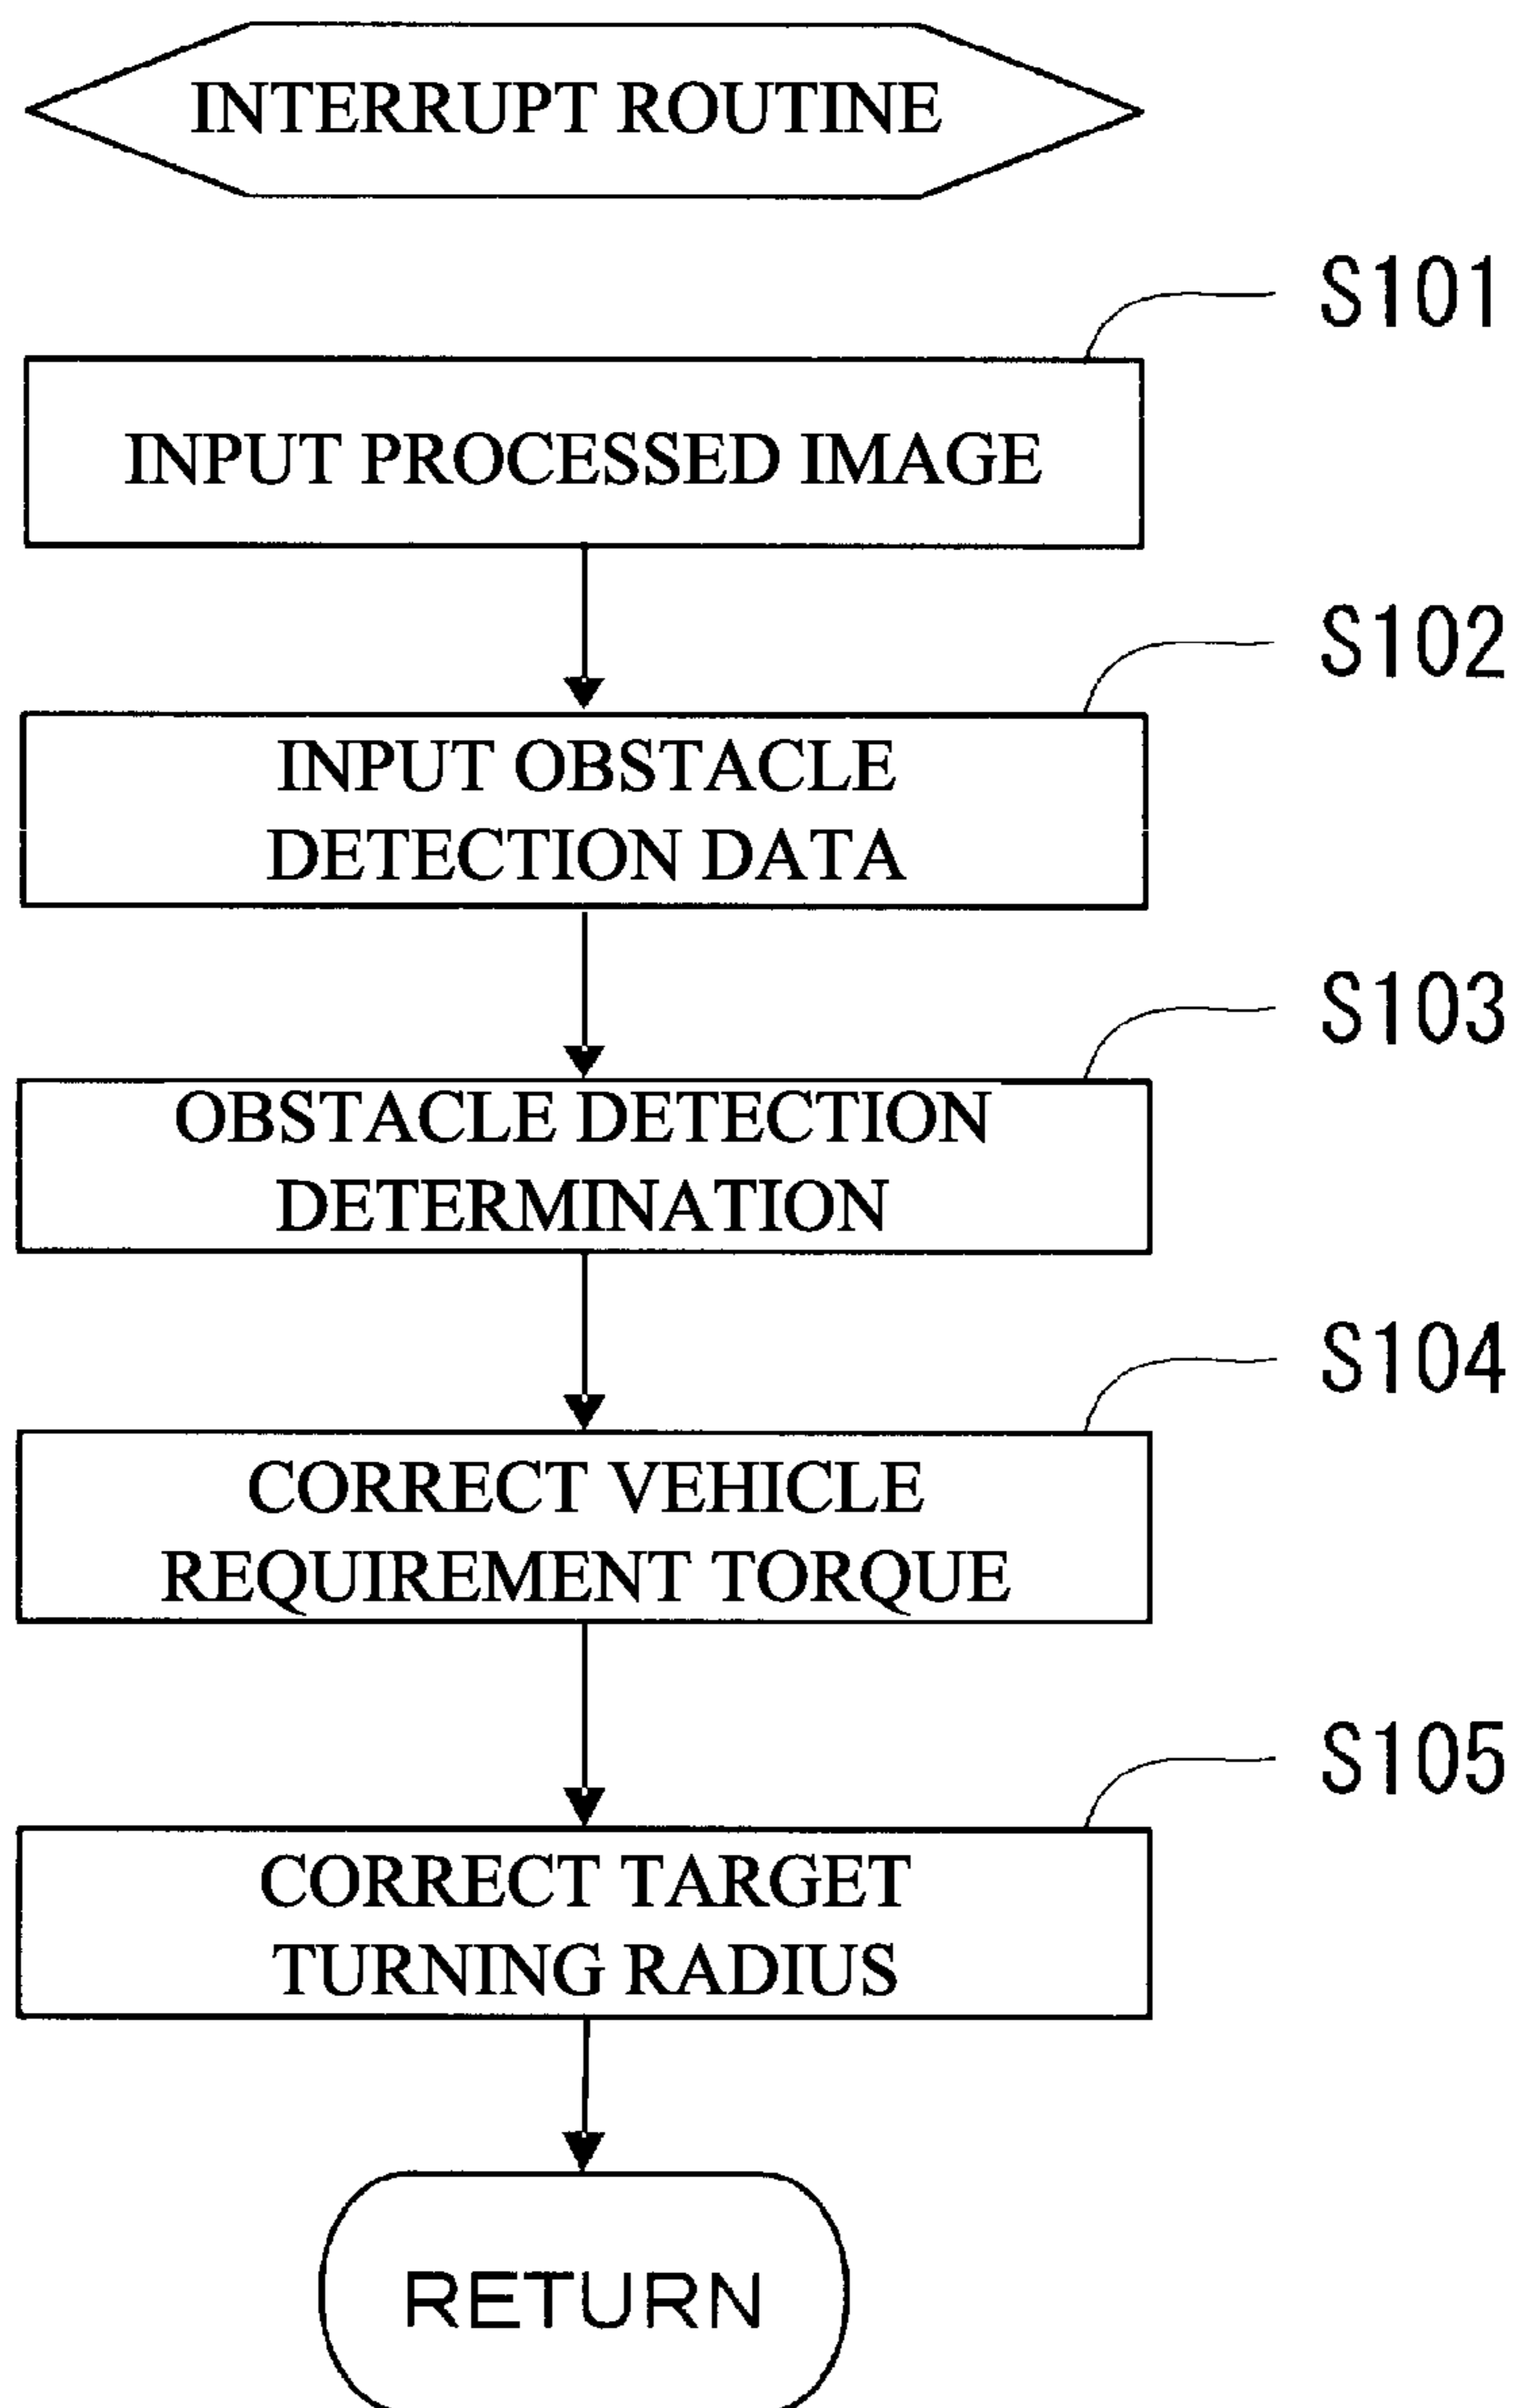 INTERRUPT ROUTINE
S101
INPUT PROCESSED IMAGE
S102
INPUT OBSTACLE
DETECTION DATA
S103
OBSTACLE DETECTION
DETERMINATION
S104
CORRECT VEHICLE
REQUIREMENT TORQUE
S105
CORRECT TARGET
TURNING RADIUS
RETURN